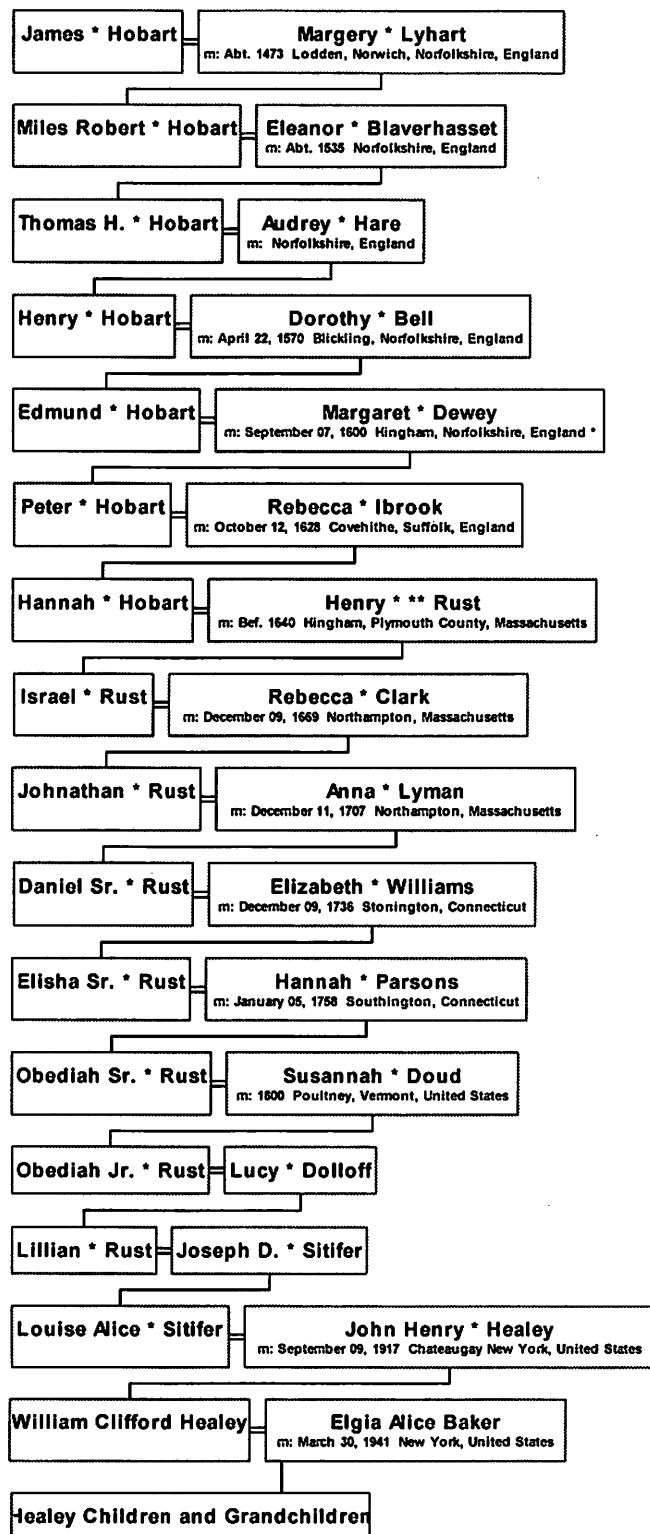 James * Hobart
Margery * Lyhart
m: Abt. 1473 Lodden, Norwich, Norfolkshire, England
Miles Robert * Hobart
Eleanor * Blaverhasset
m: Abt. 1535 Norfolkshire, England
Thomas H. * Hobart
Audrey * Hare
m: Norfolkshire, England
Henry * Hobart
Dorothy * Bell
m: April 22, 1570 Blickling, Norfolkshire, England
Edmund * Hobart
Margaret * Dewey
m: September 07, 1600 Hingham, Norfolkshire, England *
Peter * Hobart
Rebecca * Ibrook
m: October 12, 1628 Covehithe, Suffolk, England
Hannah * Hobart
Henry * ** Rust
m: Bef. 1640 Hingham, Plymouth County, Massachusetts
Israel * Rust
Rebecca * Clark
m: December 09, 1669 Northampton, Massachusetts
Johnathan * Rust
Anna * Lyman
m: December 11, 1707 Northampton, Massachusetts
Daniel Sr. * Rust
Elizabeth * Williams
m: December 09, 1736 Stonington, Connecticut
Elisha Sr. * Rust
Hannah * Parsons
m: January 05, 1758 Southington, Connecticut
Obediah Sr. * Rust
Susannah * Doud
m: 1800 Poultney, Vermont, United States
Obediah Jr. * Rust
Lucy * Dolloff
Lillian * Rust
Joseph D. * Sitifer
Louise Alice * Sitifer
John Henry * Healey
m: September 09, 1917 Chateaugay New York, United States
William Clifford Healey
Elgia Alice Baker
m: March 30, 1941 New York, United States
Healey Children and Grandchildren